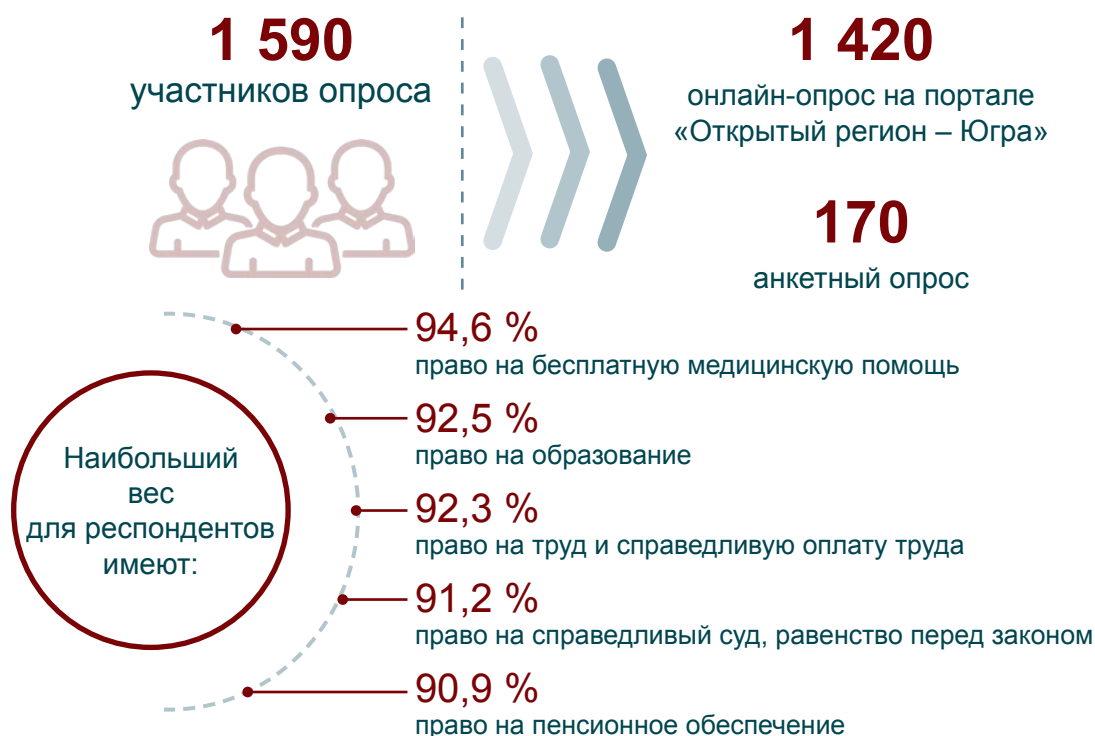 1 590
участников опроса
1 420
онлайн-опрос на портале
«Открытый регион – Югра»
170
анкетный опрос
Наибольший
вес
для респондентов
имеют:
94,6 %
право на бесплатную медицинскую помощь
92,5 %
право на образование
92,3 %
право на труд и справедливую оплату труда
91,2 %
право на справедливый суд, равенство перед законом
90,9 %
право на пенсионное обеспечение